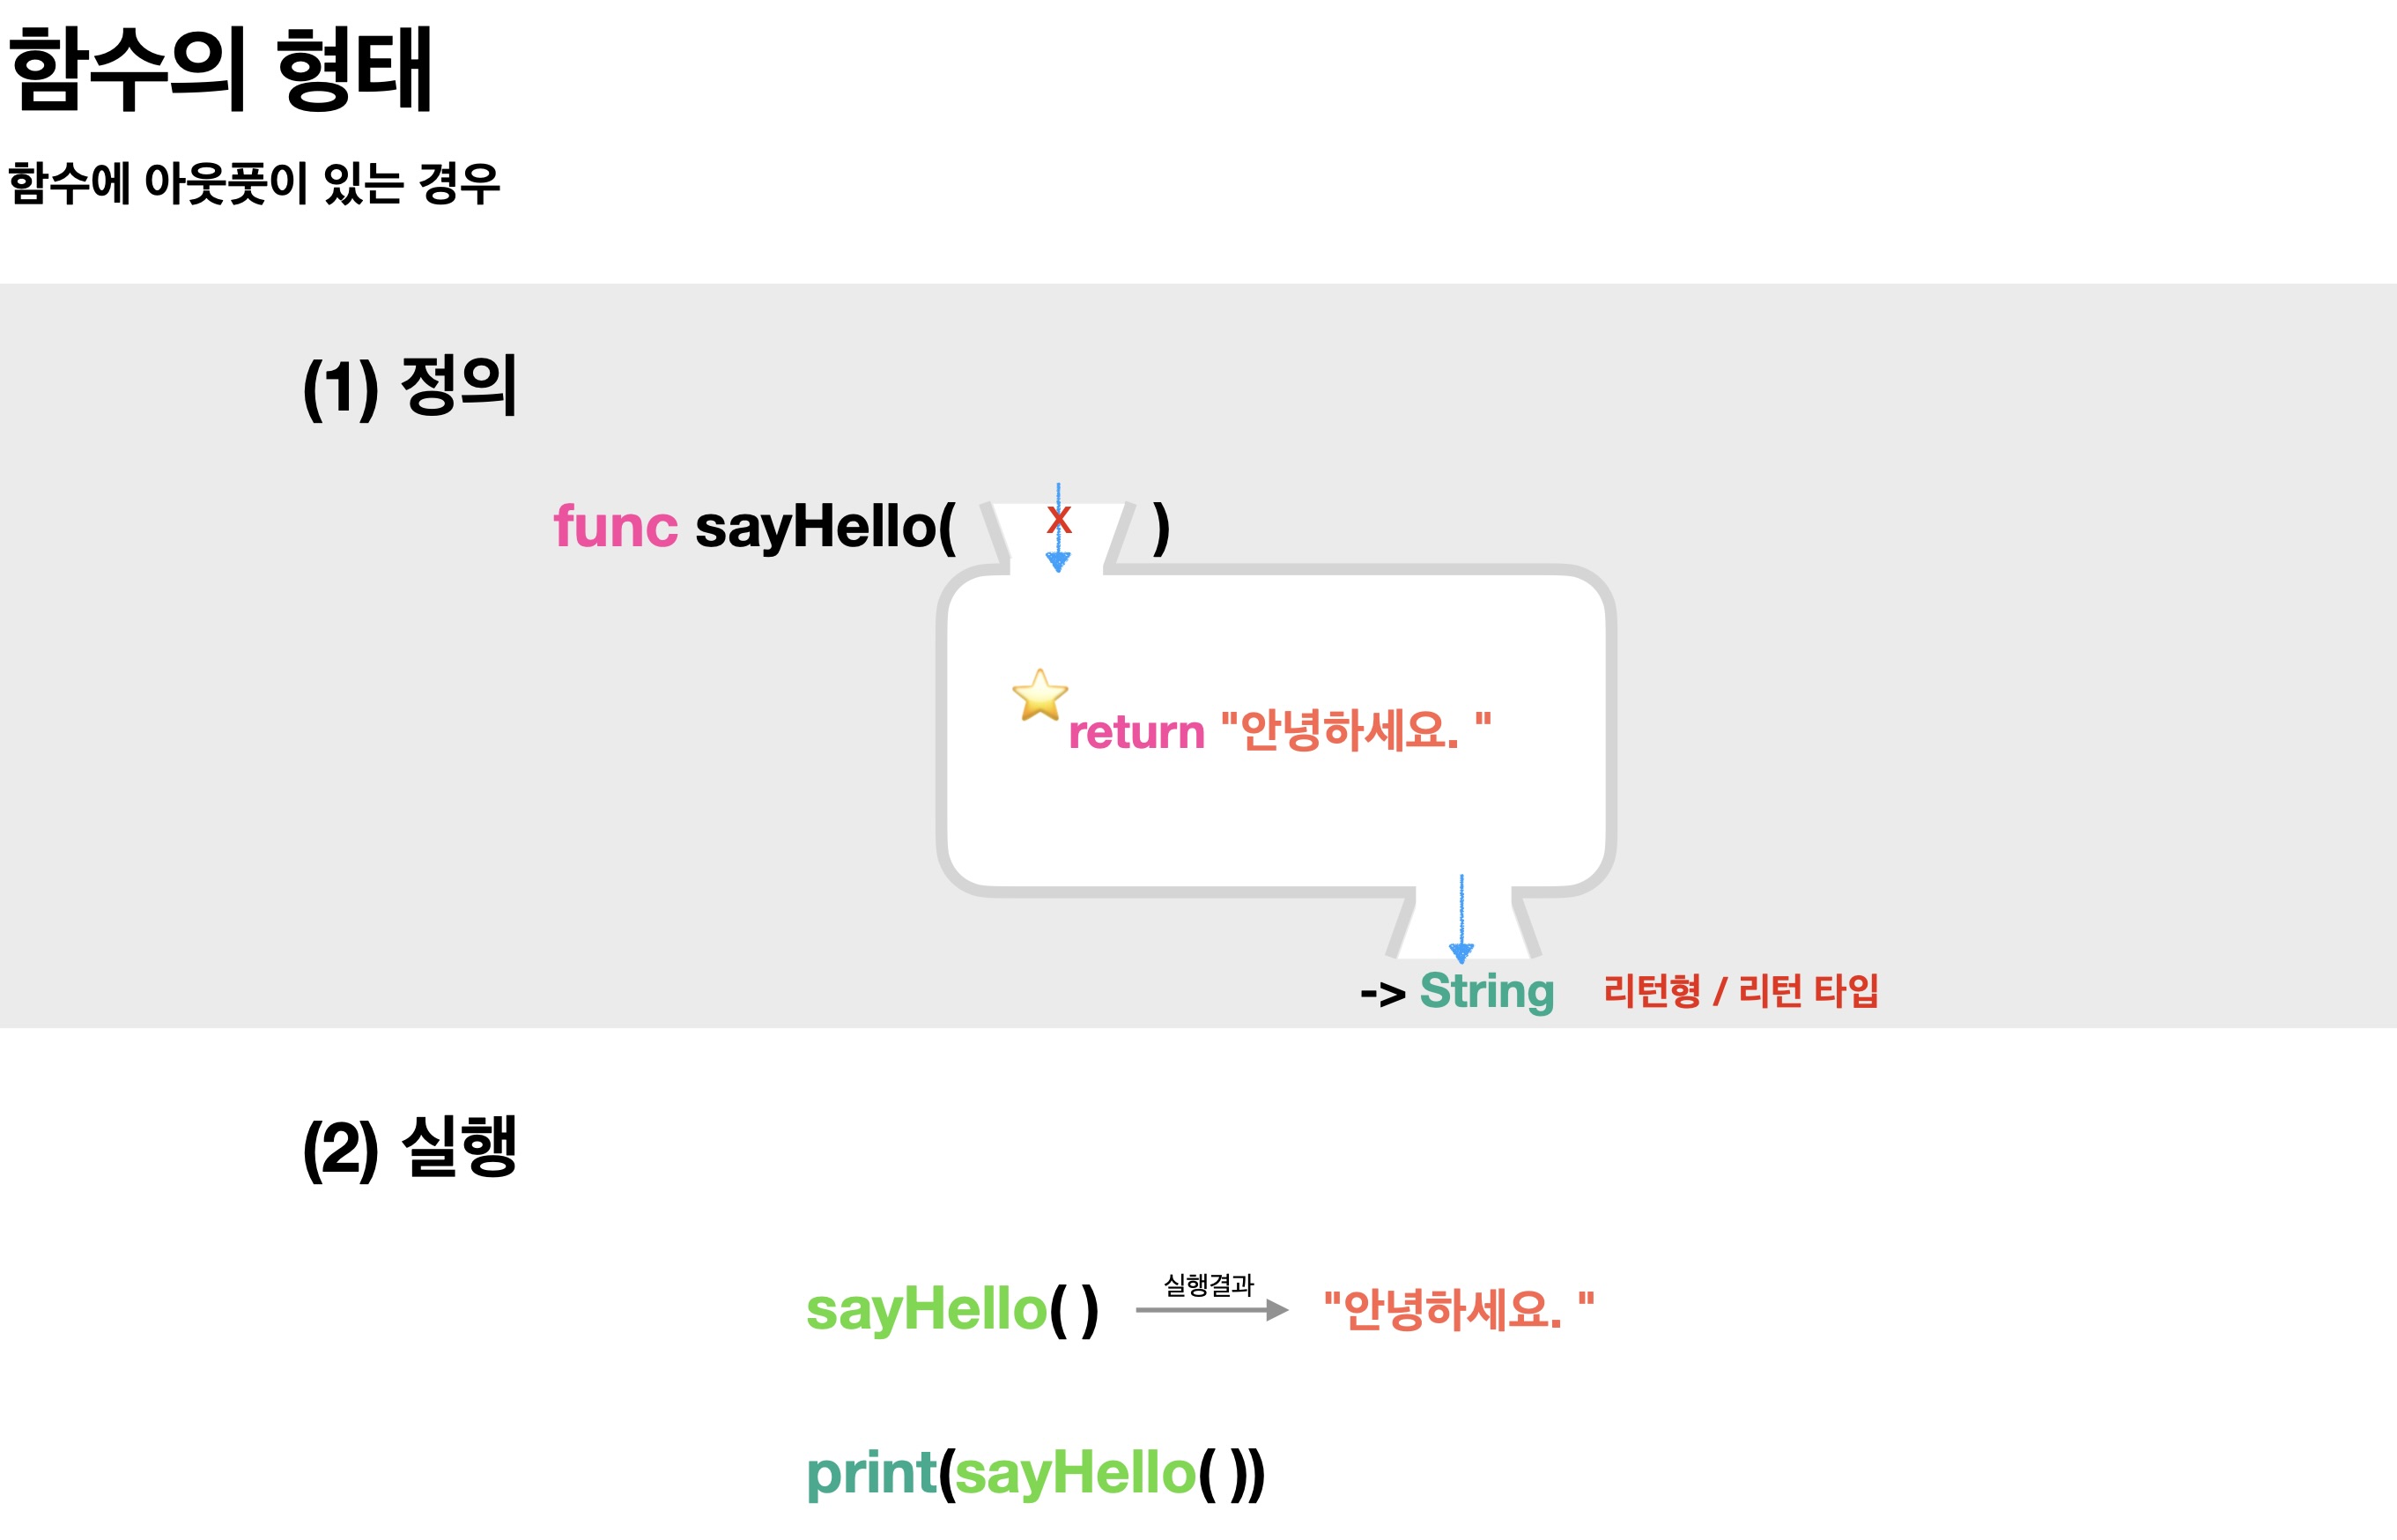 함수의 형태
함수에 아웃풋이 있는 경우
(1) 정의
func sayHello( X )
return "안녕하세요. "
-> String 리턴형 / 리턴 타입
(2) 실행
sayHello( ) 실행결과 "안녕하세요. "
print(sayHello( ))